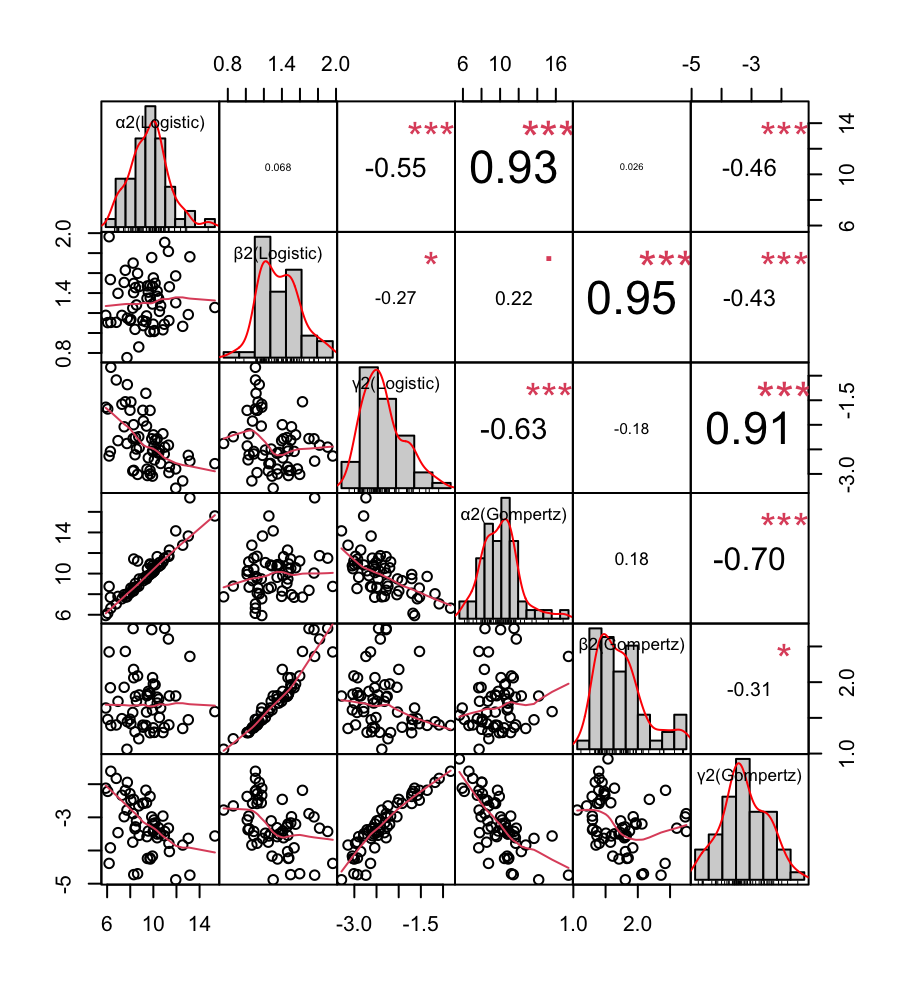 0.8 1.4 2.0 6 10 16 -5 -3
α2(Logistic) *** *** *** 14
0.068 -0.55 0.93 0.026 -0.46 10
6
2.0 β2(Logistic) * . *** ***
1.4 -0.27 0.22 0.95 -0.43
0.8
γ2(Logistic) *** *** -1.5
-0.63 -0.18 0.91
-3.0
α2(Gompertz) ***
14 0.18 -0.70
10
6
β2(Gompertz) *
-0.31 2.0
1.0
γ2(Gompertz)
-3
-5
6 10 14 -3.0 -1.5 1.0 2.0